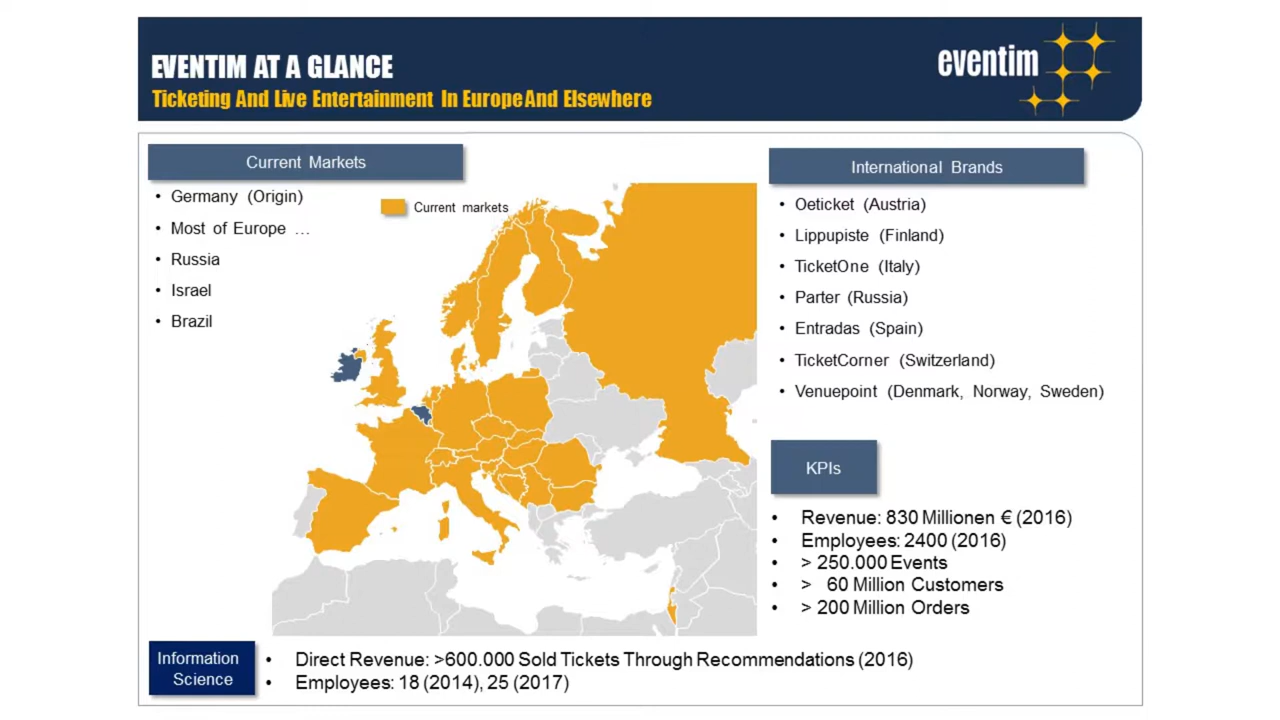 EVENTIM AT A GLANCE
Ticketing And Live Entertainment In Europe And Elsewhere
eventim
Current Markets
• Germany (Origin)
• Most of Europe ...
• Russia
• Israel
• Brazil
Current markets
International Brands
• Oeticket (Austria)
• Lippupiste (Finland)
• TicketOne (Italy)
• Parter (Russia)
• Entradas (Spain)
• TicketCorner (Switzerland)
• Venuepoint (Denmark, Norway, Sweden)
KPIs
• Revenue: 830 Millionen € (2016)
• Employees: 2400 (2016)
• > 250.000 Events
• > 60 Million Customers
• > 200 Million Orders
Information
Science
• Direct Revenue: >600.000 Sold Tickets Through Recommendations (2016)
• Employees: 18 (2014), 25 (2017)